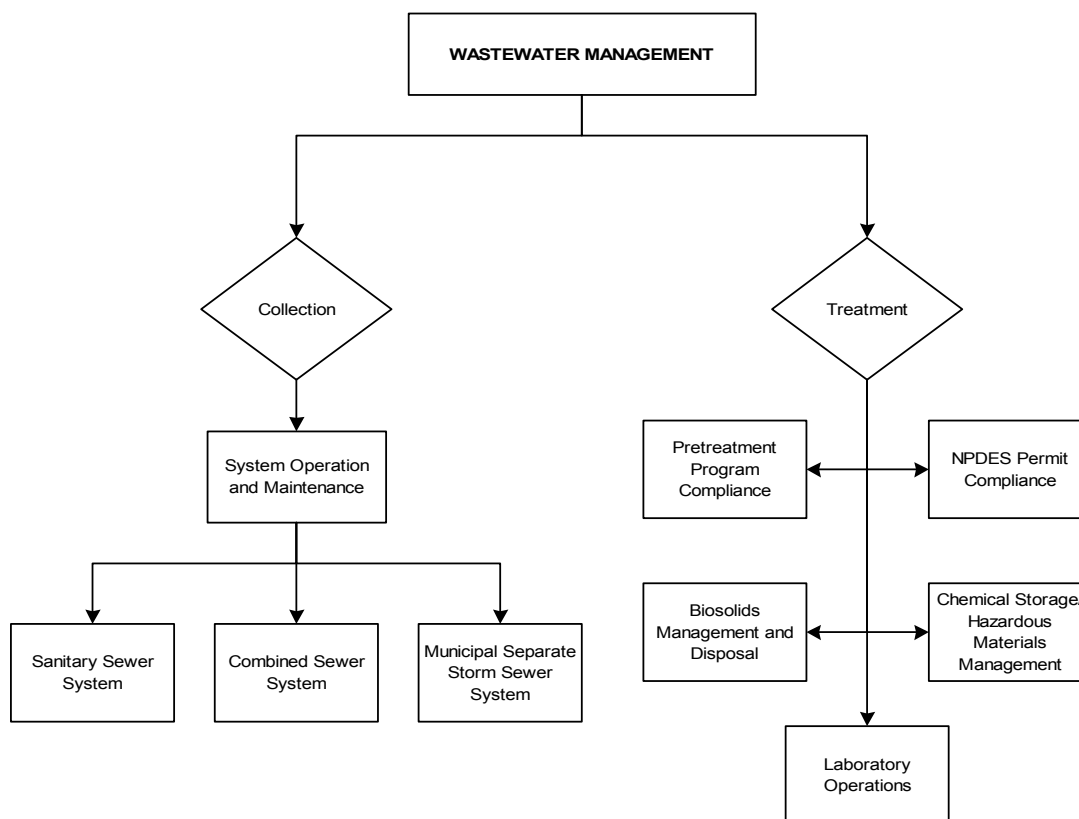 WASTEWATER MANAGEMENT
Collection
Treatment
System Operation
and Maintenance
Pretreatment
Program
Compliance
NPDES Permit
Compliance
Biosolids
Management and
Disposal
Chemical Storage/
Hazardous
Materials
Management
Sanitary Sewer
System
Combined Sewer
System
Municipal Separate
Storm Sewer
System
Laboratory
Operations